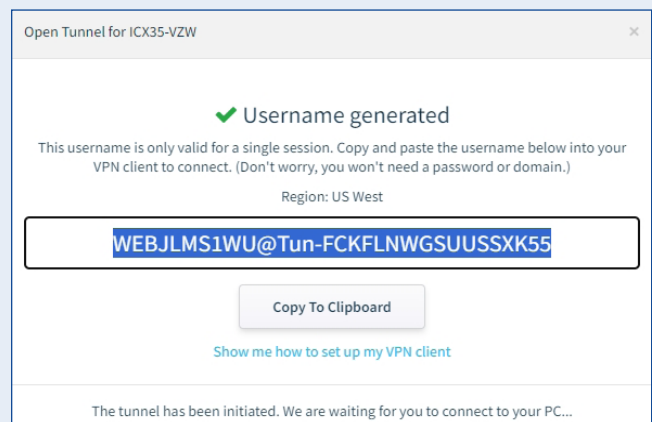 Open Tunnel for ICX35-VZW ×
Username generated
This username is only valid for a single session. Copy and paste the username below into your
VPN client to connect. (Don't worry, you won't need a password or domain.)
Region: US West
WEBJLMS1WU@Tun-FCKFLNWGSUUSSXK55
Copy To Clipboard
Show me how to set up my VPN client
The tunnel has been initiated. We are waiting for you to connect to your PC...